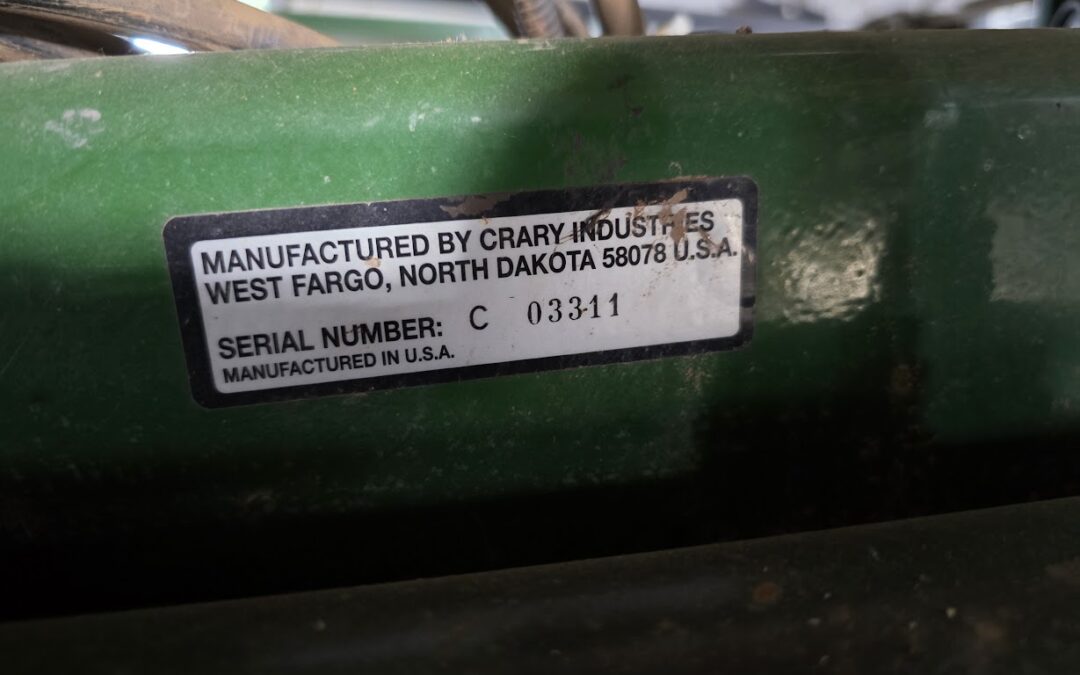 MANUFACTURED BY CRARY INDUSTRIES
WEST FARGO, NORTH DAKOTA 58078 U.S.A.
SERIAL NUMBER: C 03311
MANUFACTURED IN U.S.A.